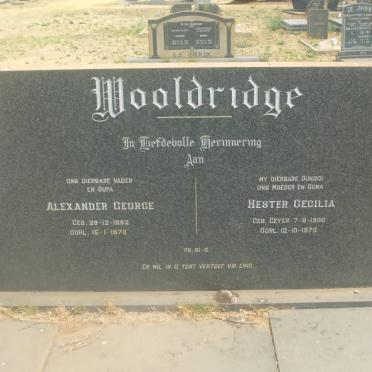 Wooldridge
In Liefdevolle Herinnering
Aan
ONS DIERBARE VADER
EN OUPA
ALEXANDER GEORGE
GEB. 29-12-1892
OORL. 15-1-1973
MY DIERBARE
ONS MOEDER EN OUMA
HESTER CECILIA
GEB. GEYER 7-8-1900
OORL. 12-10-1970
PS. 61-5
EK WIL IN U TENT VERTOEF VIR EWIG.